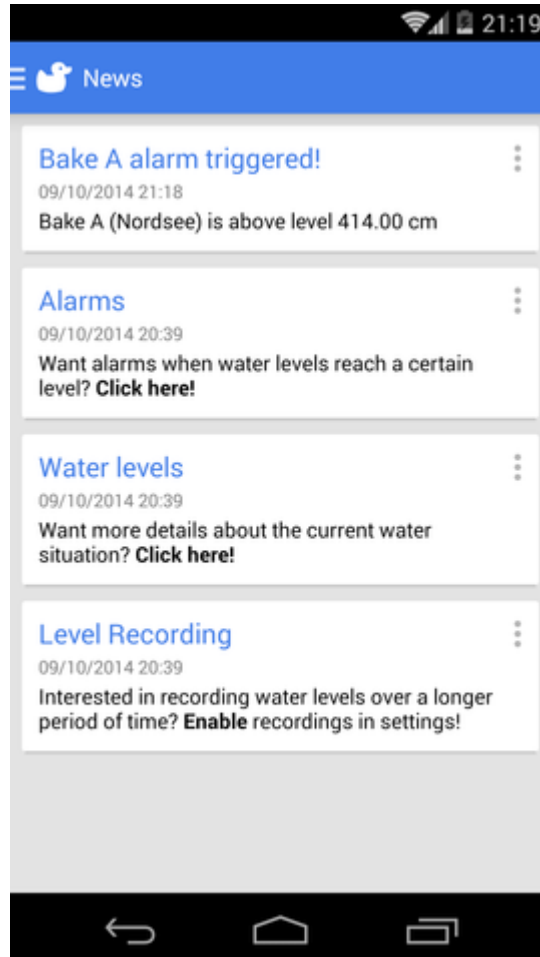 21:19
News
Bake A alarm triggered!
09/10/2014 21:18
Bake A (Nordsee) is above level 414.00 cm
Alarms
09/10/2014 20:39
Want alarms when water levels reach a certain
level? Click here!
Water levels
09/10/2014 20:39
Want more details about the current water
situation? Click here!
Level Recording
09/10/2014 20:39
Interested in recording water levels over a longer
period of time? Enable recordings in settings!